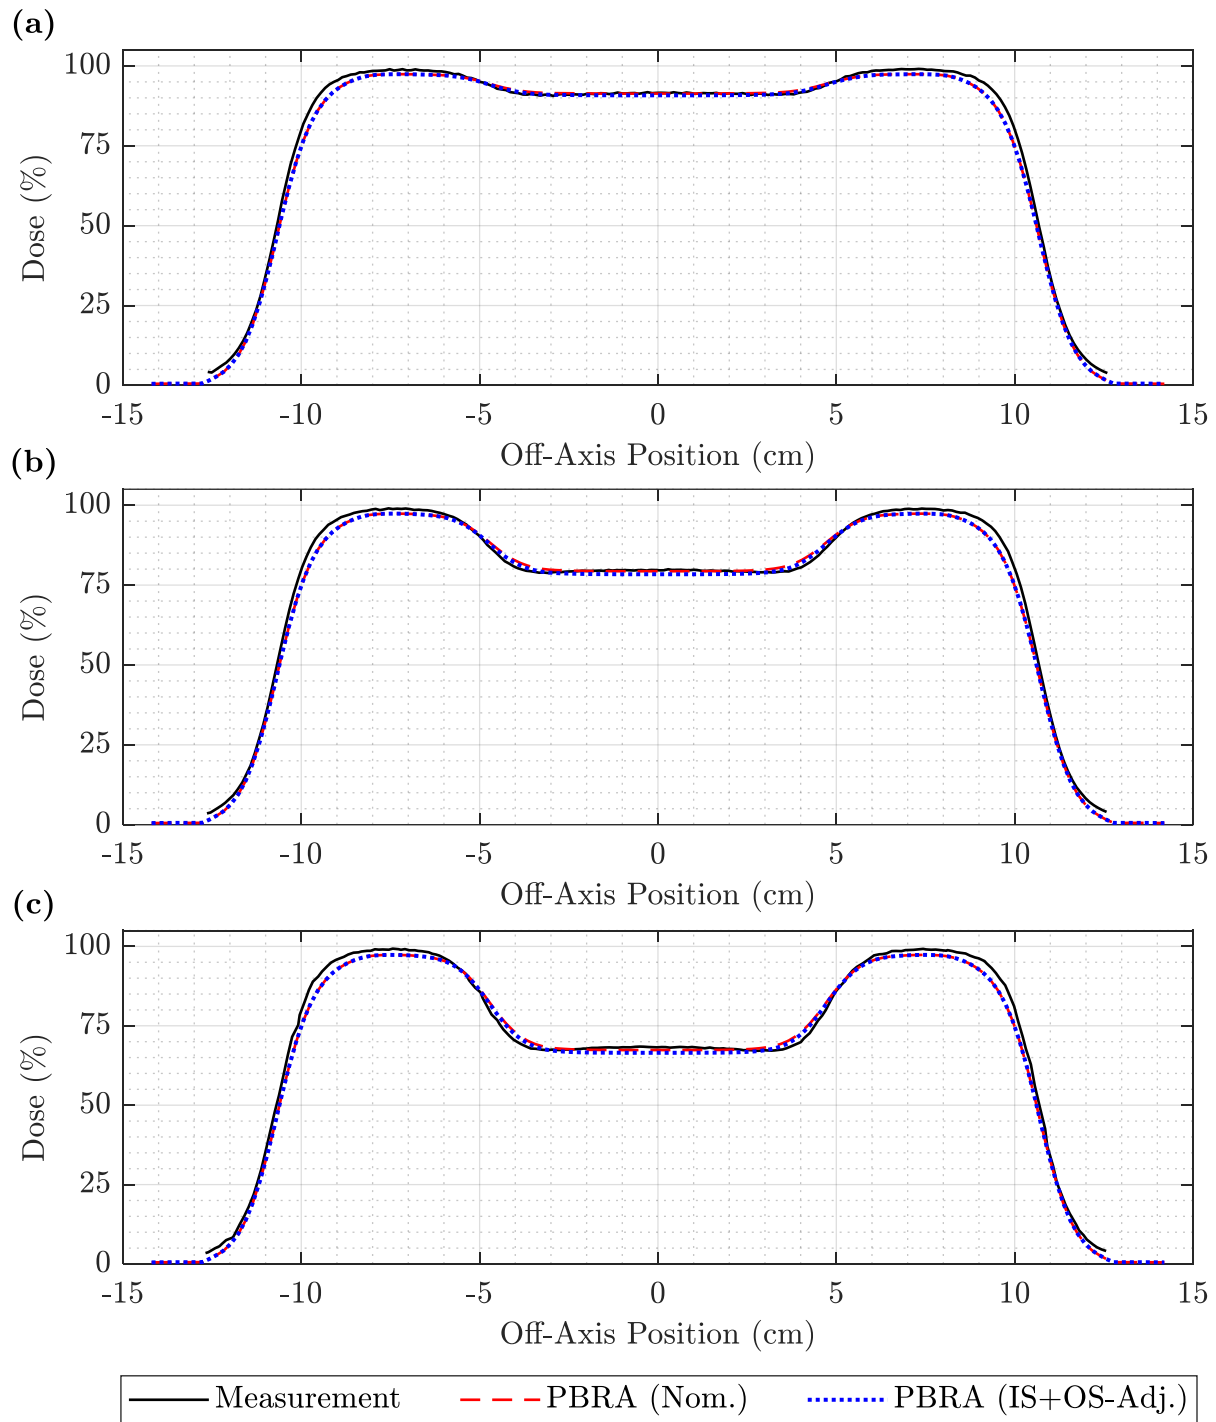 (a)
100
75
50
25
0
Dose (%)
-15 -10 -5 0 5 10 15
Off-Axis Position (cm)
(b)
100
75
50
25
0
Dose (%)
-15 -10 -5 0 5 10 15
Off-Axis Position (cm)
(c)
100
75
50
25
0
Dose (%)
-15 -10 -5 0 5 10 15
Off-Axis Position (cm)
Measurement PBRA (Nom.) PBRA (IS+OS-Adj.)